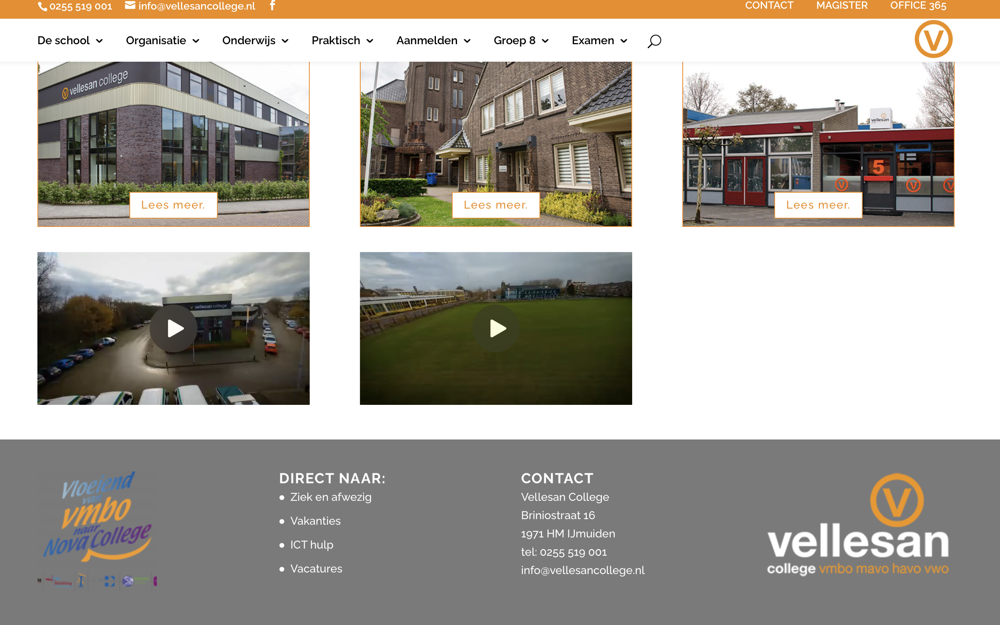 0255 519 001 info@vellesancollege.nl
CONTACT MAGISTER OFFICE 365
De school Organisatie Onderwijs Praktisch Aanmelden Groep 8 Examen
vellesan college
vellesan
5
Lees meer.
Lees meer.
Lees meer.
vellesan college
Vloeiend
van
vmbo
naar
Nova College
Stichting
DIRECT NAAR:
Ziek en afwezig
Vakanties
ICT hulp
Vacatures
CONTACT
Vellesan College
Briniostraat 16
1971 HM IJmuiden
tel: 0255 519 001
info@vellesancollege.nl
vellesan
college vmbo mavo havo vwo